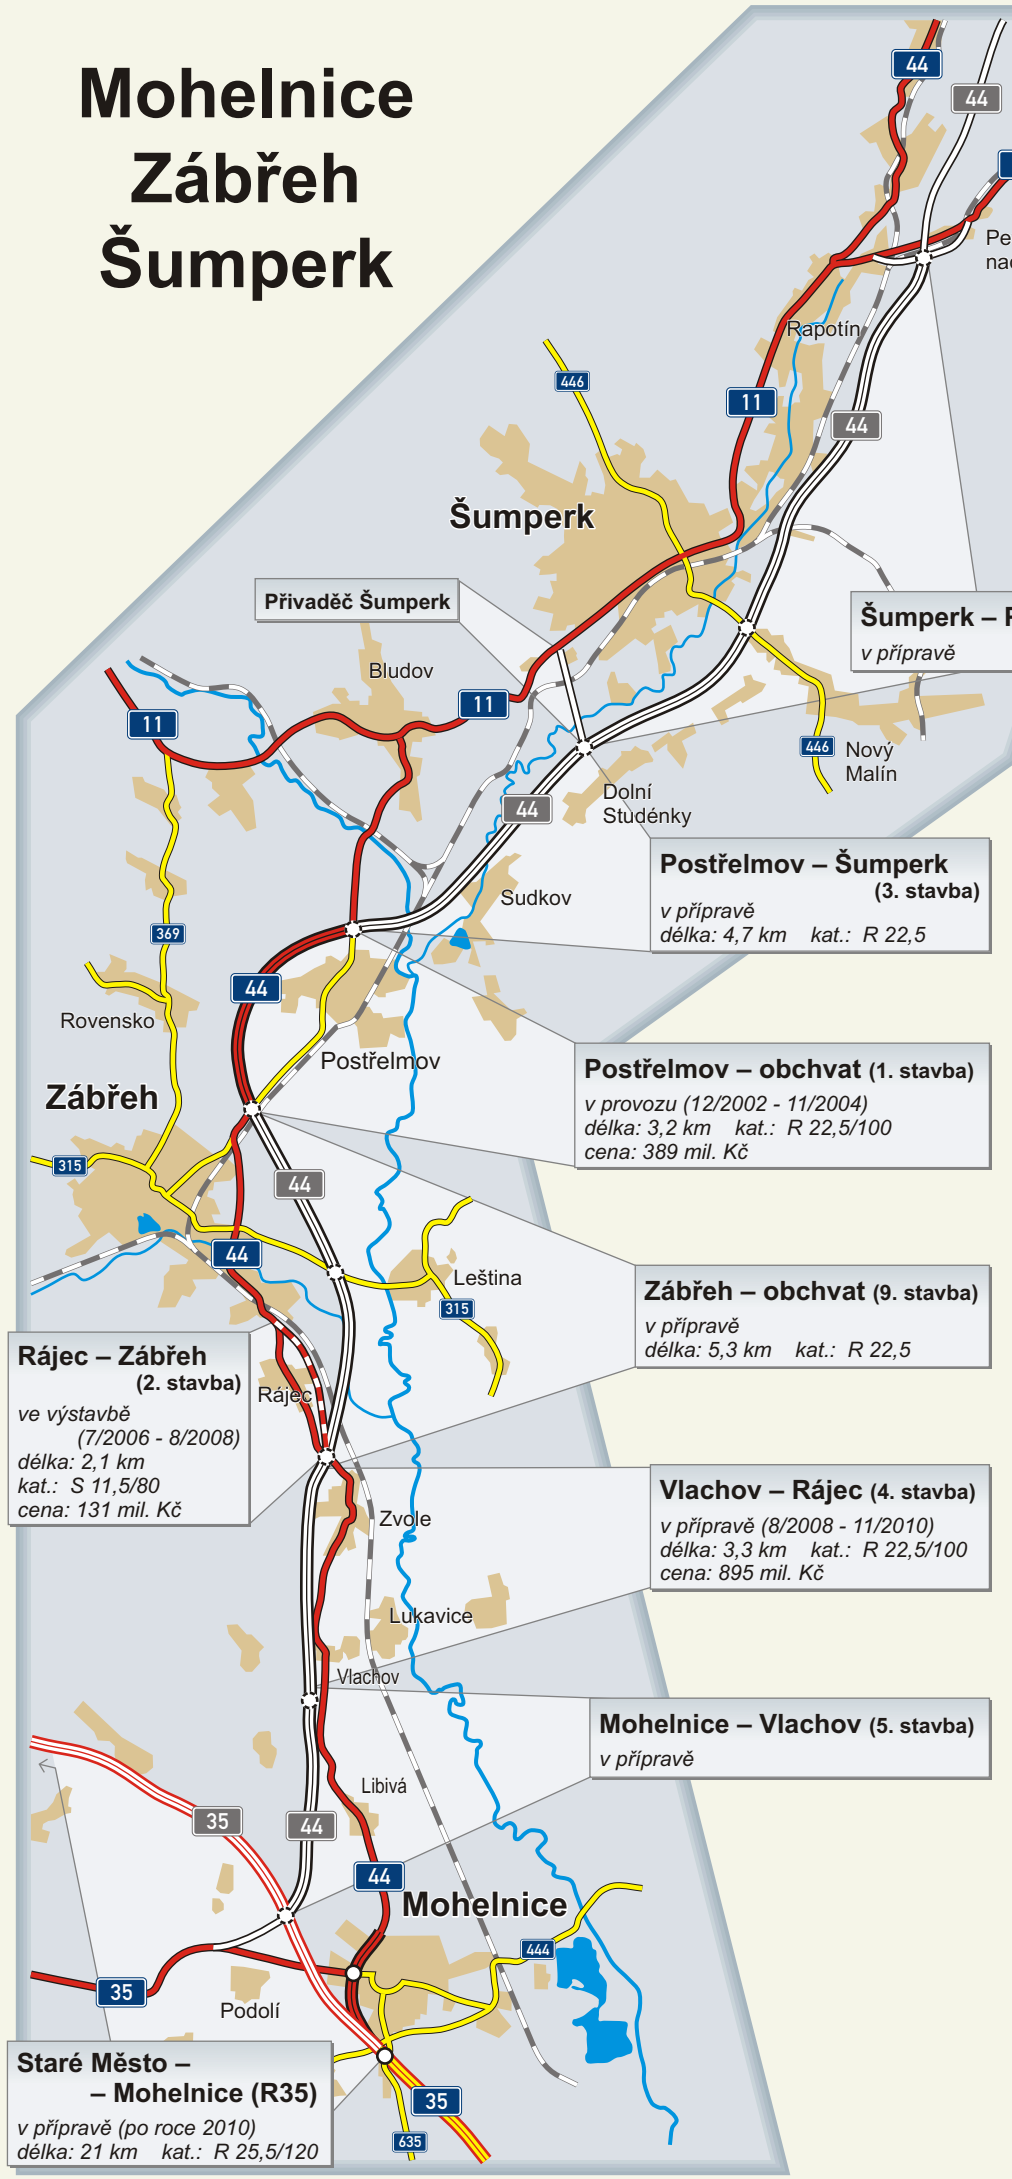 Mohelnice
Zábřeh
Šumperk
44
44
Rapotín
446
11
44
Šumperk
Přivaděč Šumperk
Šumperk –
v přípravě
Bludov
11
11
446
Nový
Malín
44
Dolní
Studénky
Postřelmov – Šumperk
(3. stavba)
v přípravě
délka: 4,7 km kat.: R 22,5
Sudkov
369
44
Rovensko
Postřelmov
Postřelmov – obchvat (1. stavba)
v provozu (12/2002 - 11/2004)
délka: 3,2 km kat.: R 22,5/100
cena: 389 mil. Kč
Zábřeh
315
44
44
Leština
315
Zábřeh – obchvat (9. stavba)
v přípravě
délka: 5,3 km kat.: R 22,5
Rájec – Zábřeh
(2. stavba)
ve výstavbě
(7/2006 - 8/2008)
délka: 2,1 km
kat.: S 11,5/80
cena: 131 mil. Kč
Rájec
Vlachov – Rájec (4. stavba)
v přípravě (8/2008 - 11/2010)
délka: 3,3 km kat.: R 22,5/100
cena: 895 mil. Kč
Zvole
Lukavice
Vlachov
Mohelnice – Vlachov (5. stavba)
v přípravě
Libivá
35
44
44
Mohelnice
444
35
Podolí
Staré Město –
– Mohelnice (R35)
v přípravě (po roce 2010)
délka: 21 km kat.: R 25,5/120
35
635